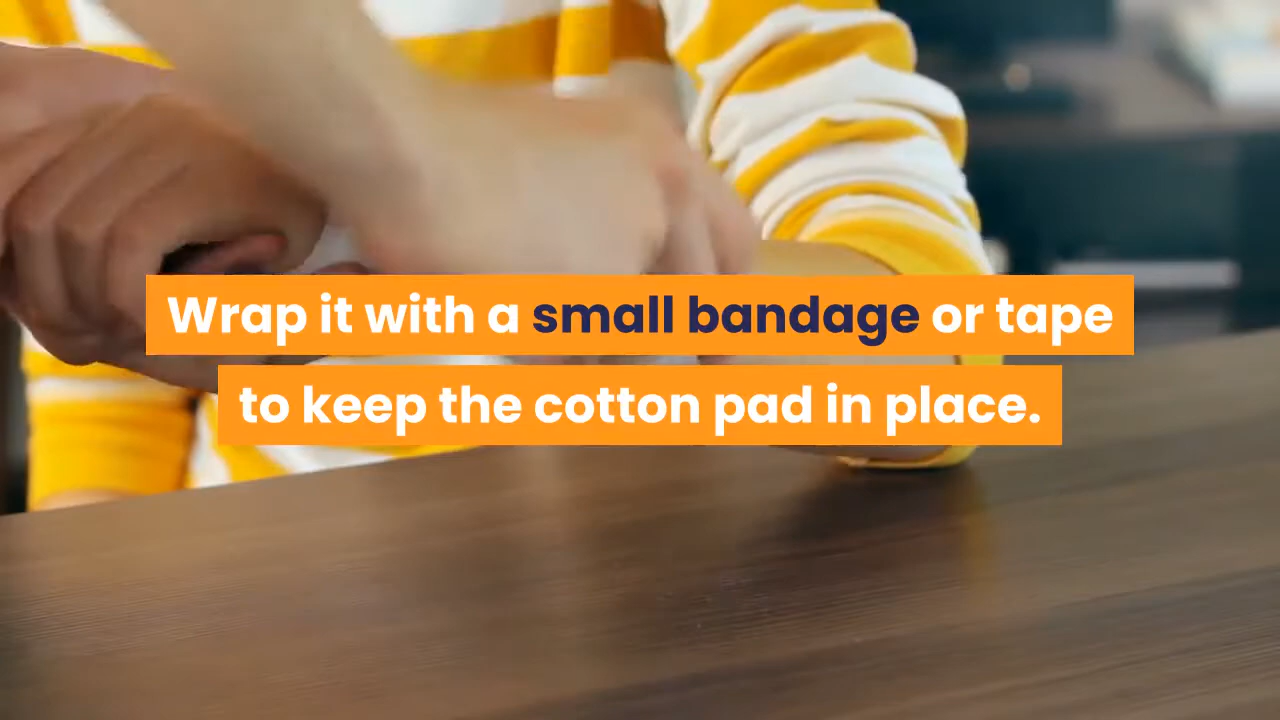 Wrap it with a small bandage or tape
to keep the cotton pad in place.